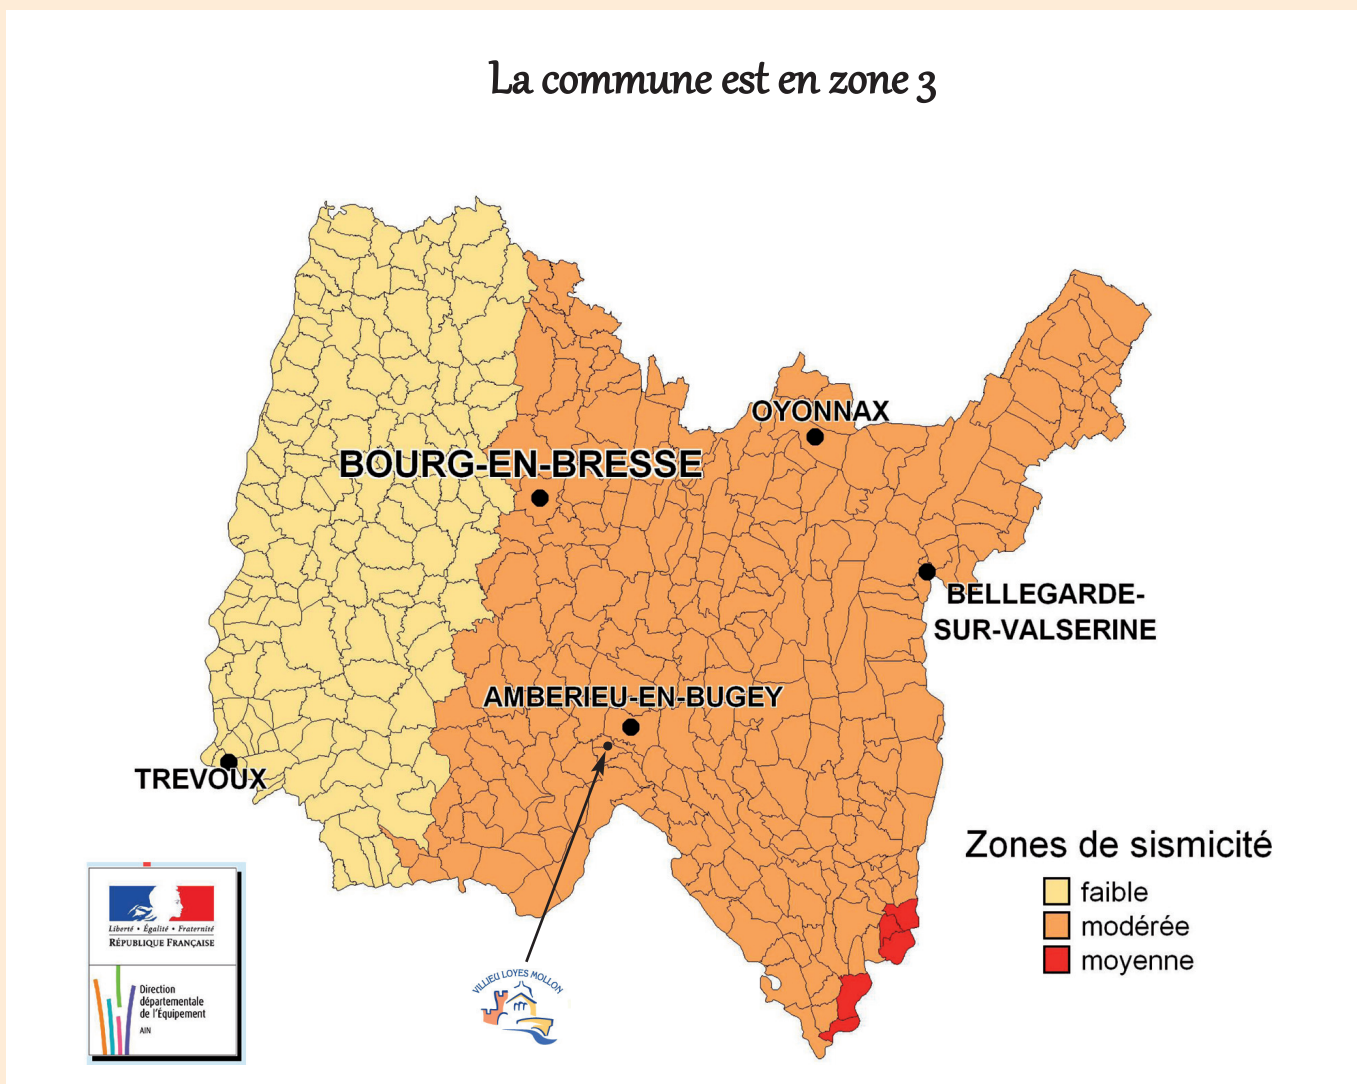 La commune est en zone 3
OYONNAX
BOURG-EN-BRESSE
BELLEGARDE-
SUR-VALSERINE
AMBERIEU-EN-BUGEY
TREVOUX
Zones de sismicité
faible
modérée
moyenne
Liberté • Égalité • Fraternité
RÉPUBLIQUE FRANÇAISE
Direction
départementale
de l'Équipement
AIN
VILLIEU LOYES MOLLON